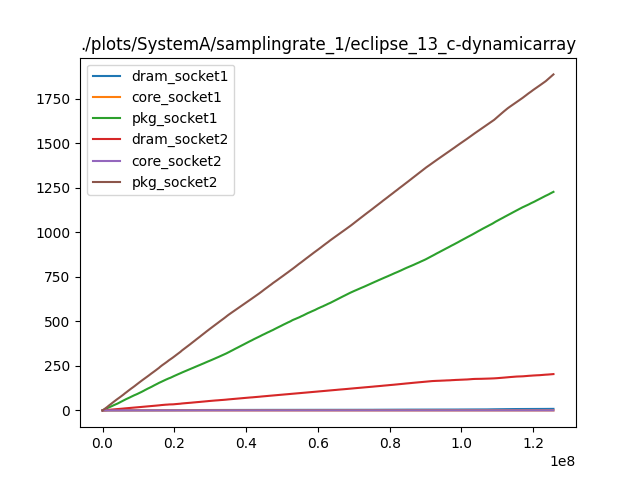 ./plots/SystemA/samplingrate_1/eclipse_13_c-dynamicarray
dram_socket1
core_socket1
pkg_socket1
dram_socket2
core_socket2
pkg_socket2
1750
1500
1250
1000
750
500
250
0
0.0 0.2 0.4 0.6 0.8 1.0 1.2
1e8